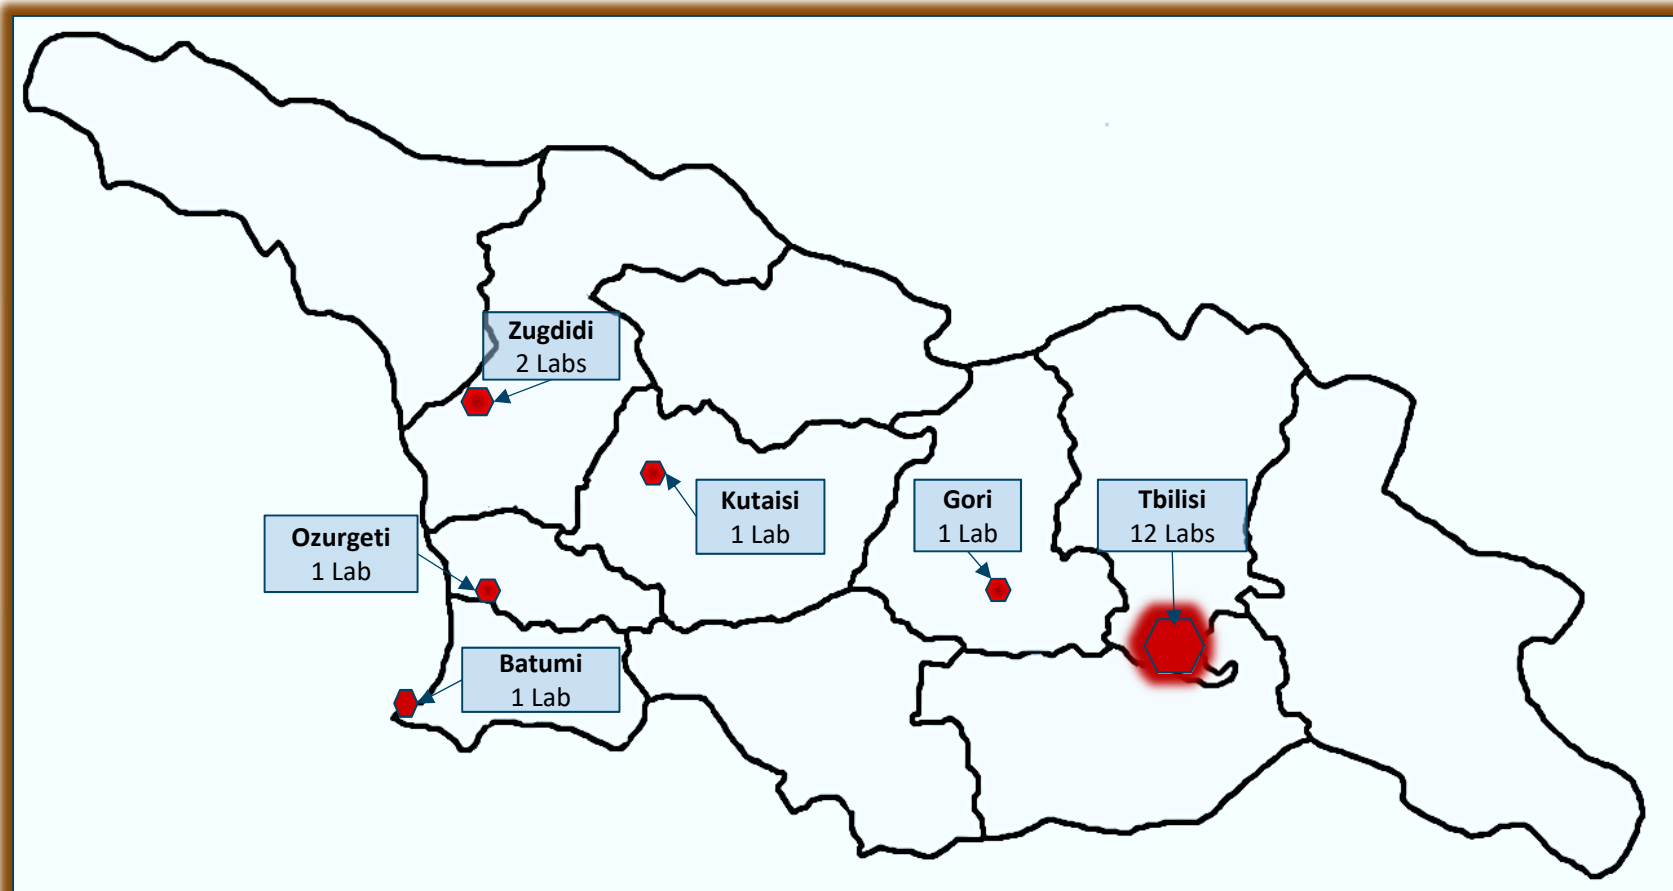 Zugdidi
2 Labs
Kutaisi
1 Lab
Gori
1 Lab
Tbilisi
12 Labs
Ozurgeti
1 Lab
Batumi
1 Lab